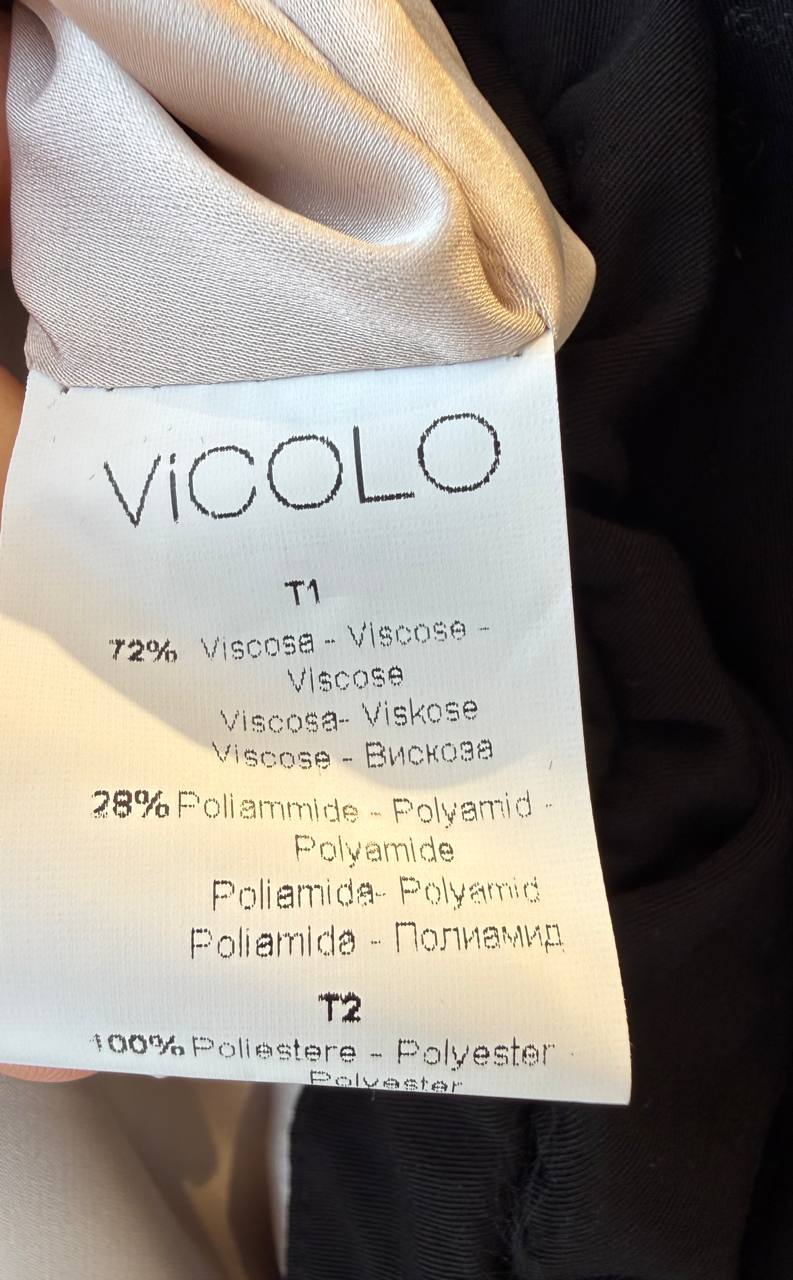 ViCOLO
T1
72% Viscosa - Viscose -
Viscose
Viscosa- Viskose
Viscose - Вискоза
28% Poliammide - Polyamid -
Polyamide
Poliamida- Polyamid
Poliamida - Полиамид
T2
100% Poliestere - Polyester
Polyester